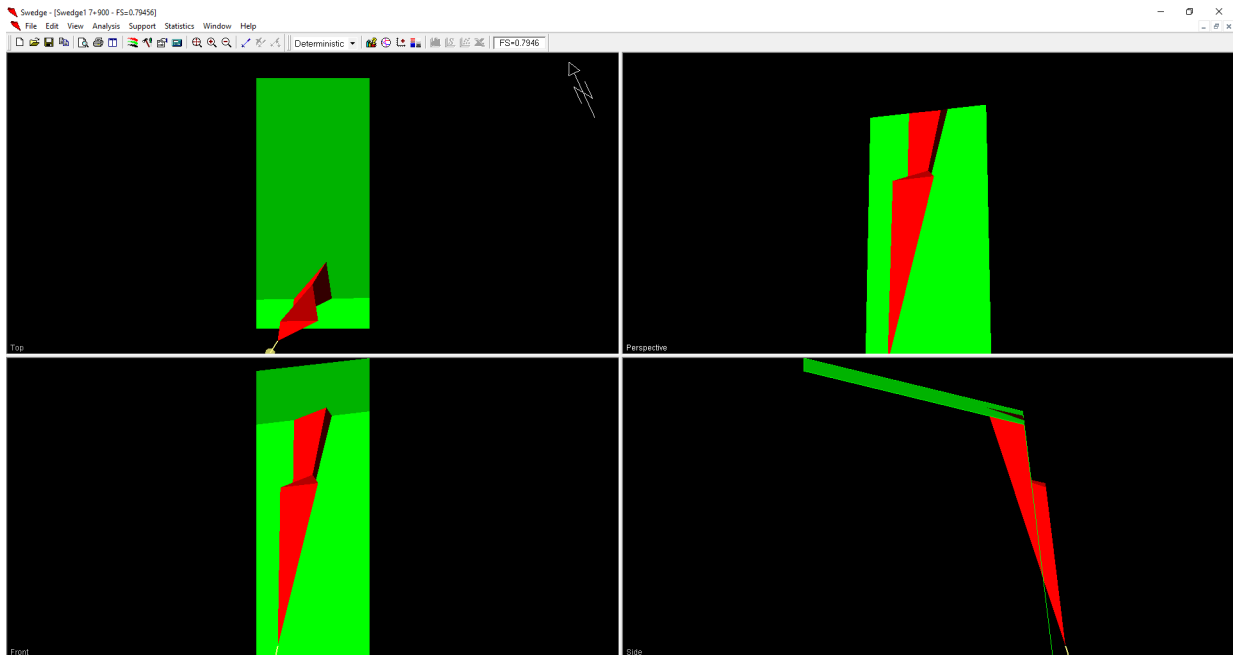 Swedge - [Swedge1 7+900 - FS=0.79456]
File Edit View Analysis Support Statistics Window Help
Deterministic FS=0.7946
Top
Perspective
Front
Side